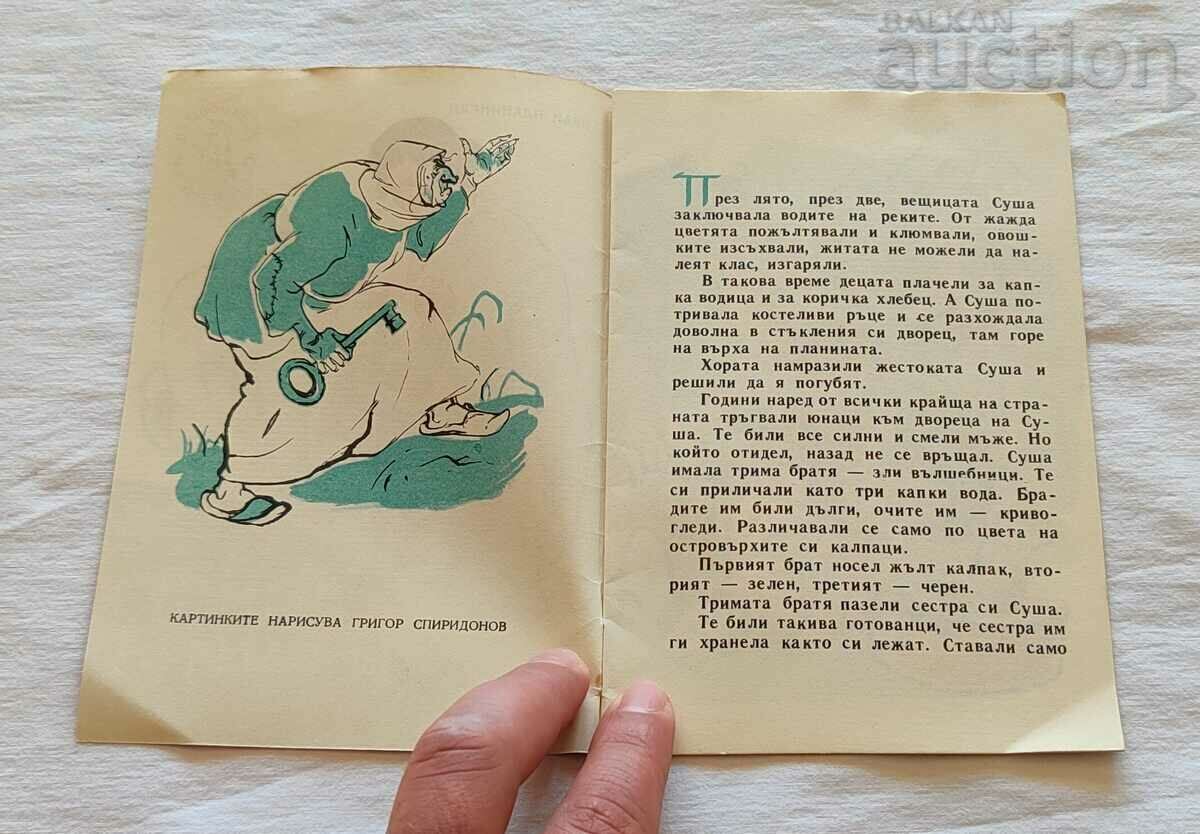 BALKAN
auction
КАРТИНКИТЕ НАРИСУВА ГРИГОР СПИРИДОНОВ
През лято, през две, вещицата Суша
заключвала водите на реките. От жажда
цветята пожълтявали и клюмвали, овош-
ките изсъхвали, житата не можели да на-
леят клас, изгаряли.
В такова време децата плачели за кап-
ка водица и за коричка хлебец. А Суша по-
тривала костеливи ръце и се разхождала
доволна в стъкления си дворец, там горе
на върха на планината.
Хората намразили жестоката Суша и
решили да я погубят.
Години наред от всички крайща на стра-
ната тръгвали юнаци към двореца на Су-
ша. Те били все силни и смели мъже. Но
който отидел, назад не се връщал. Суша
имала трима братя — зли вълшебници. Те
си приличали като три капки вода. Бра-
дите им били дълги, очите им — криво-
гледи. Различавали се само по цвета на
островърхите си калпаци.
Първият брат носел жълт калпак, вто-
рият — зелен, третият — черен.
Тримата братя пазели сестра си Суша.
Те били такива готованци, че сестра им
ги хранела както си лежат. Ставали само